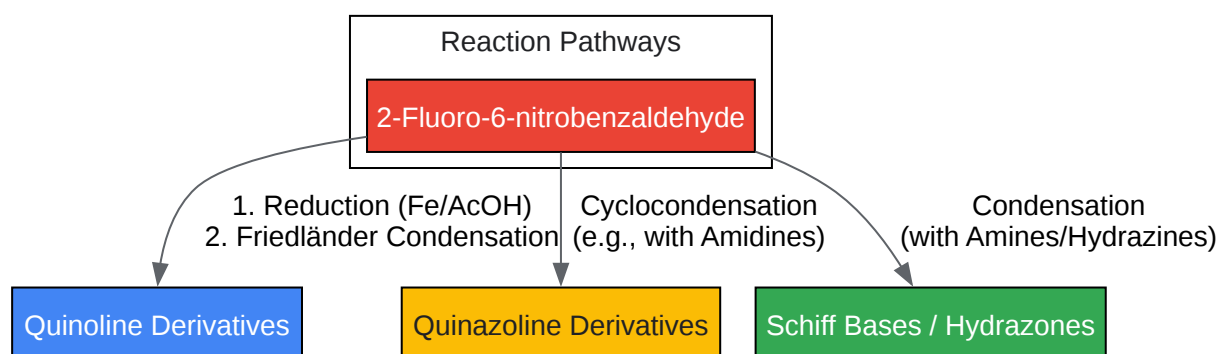 Reaction Pathways
2-Fluoro-6-nitrobenzaldehyde
1. Reduction (Fe/AcOH)
2. Friedländer Condensation
Cyclocondensation
(e.g., with Amidines)
Condensation
(with Amines/Hydrazines)
Quinoline Derivatives
Quinazoline Derivatives
Schiff Bases / Hydrazones